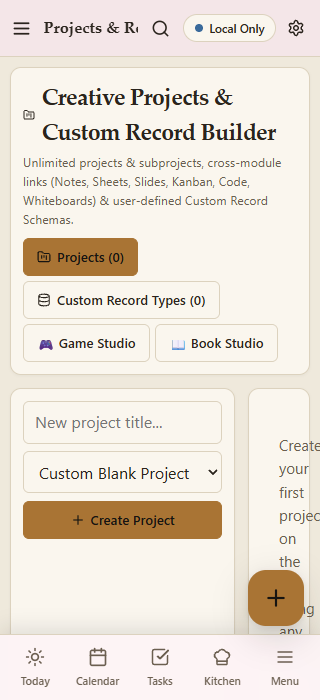 Projects & Re
Local Only
Creative Projects &
Custom Record Builder
Unlimited projects & subprojects, cross-module
links (Notes, Sheets, Slides, Kanban, Code,
Whiteboards) & user-defined Custom Record
Schemas.
Projects (0)
Custom Record Types (0)
Game Studio
Book Studio
New project title...
Custom Blank Project
Create Project
Create
your
first
project
on
the
any
Today
Calendar
Tasks
Kitchen
Menu